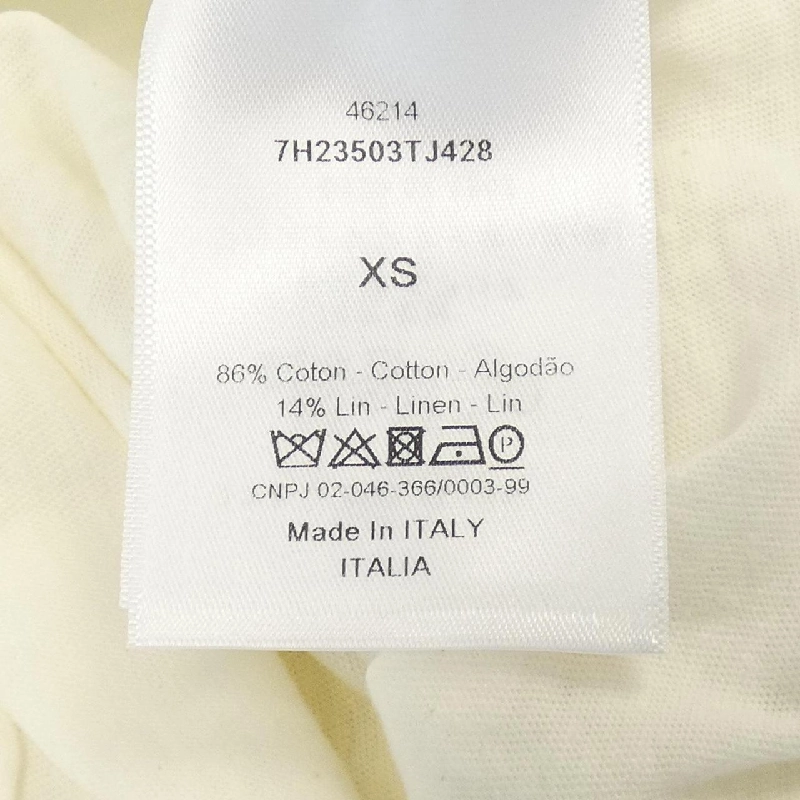 46214
7H23503TJ428
XS
86% Coton - Cotton - Algodão
14% Lin - Linen - Lin
P
CNPJ 02-046-366/0003-99
Made In ITALY
ITALIA